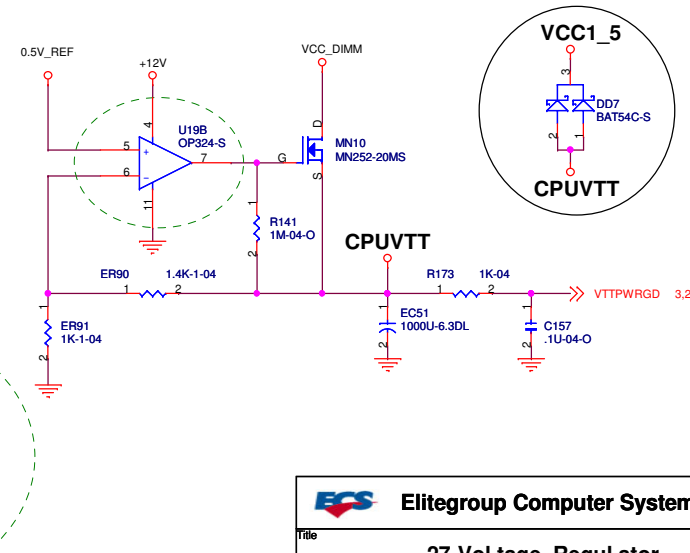 VCC1_5
0.5V_REF
+12V
VCC_DIMM
3
DD7
BAT54C-S
2
1
CPUVTT
4
U19B
OP324-S
5
+
7
6
-
11
D
G
S
MN10
MN252-20MS
1
R141
1M-04-O
2
CPUVTT
ER90
1.4K-1-04
1
2
R173
1K-04
1
2
VTTPWRGD
3,2
1
ER91
1K-1-04
2
1
EC51
1000U-6.3DL
2
1
C157
.1U-04-O
2
ECS
Elitegroup Computer System
Title